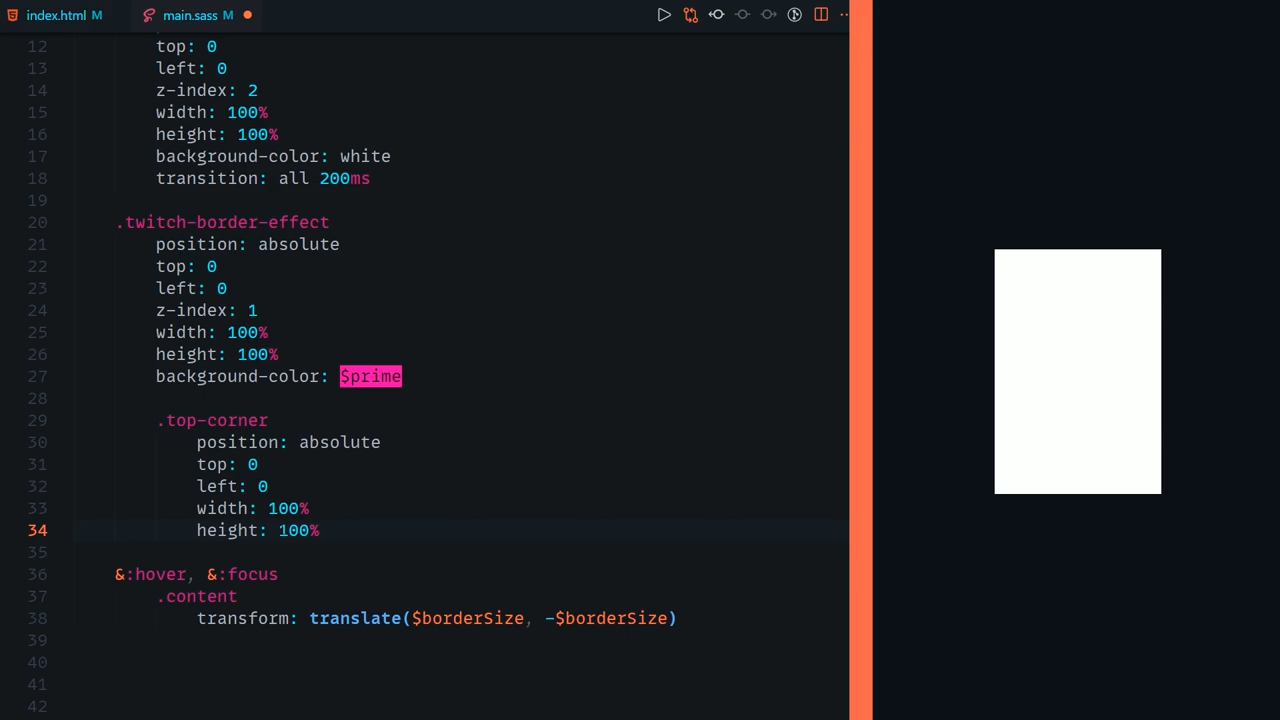 index.html M
main.sass M
12 top: 0
13 left: 0
14 z-index: 2
15 width: 100%
16 height: 100%
17 background-color: white
18 transition: all 200ms
19
20 .twitch-border-effect
21 position: absolute
22 top: 0
23 left: 0
24 z-index: 1
25 width: 100%
26 height: 100%
27 background-color: $prime
28
29 .top-corner
30 position: absolute
31 top: 0
32 left: 0
33 width: 100%
34 height: 100%
35
36 &:hover, &:focus
37 .content
38 transform: translate($borderSize, -$borderSize)
39
40
41
42